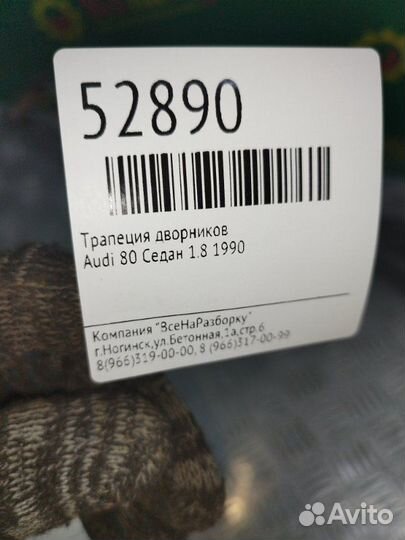 52890
Трапеция дворников
Audi 80 Седан 1.8 1990
Компания "ВсеНаРазборку"
г.Ногинск,ул.Бетонная,1а,стр.6
8(966)319-00-00, 8 (966)317-00-99
Avito